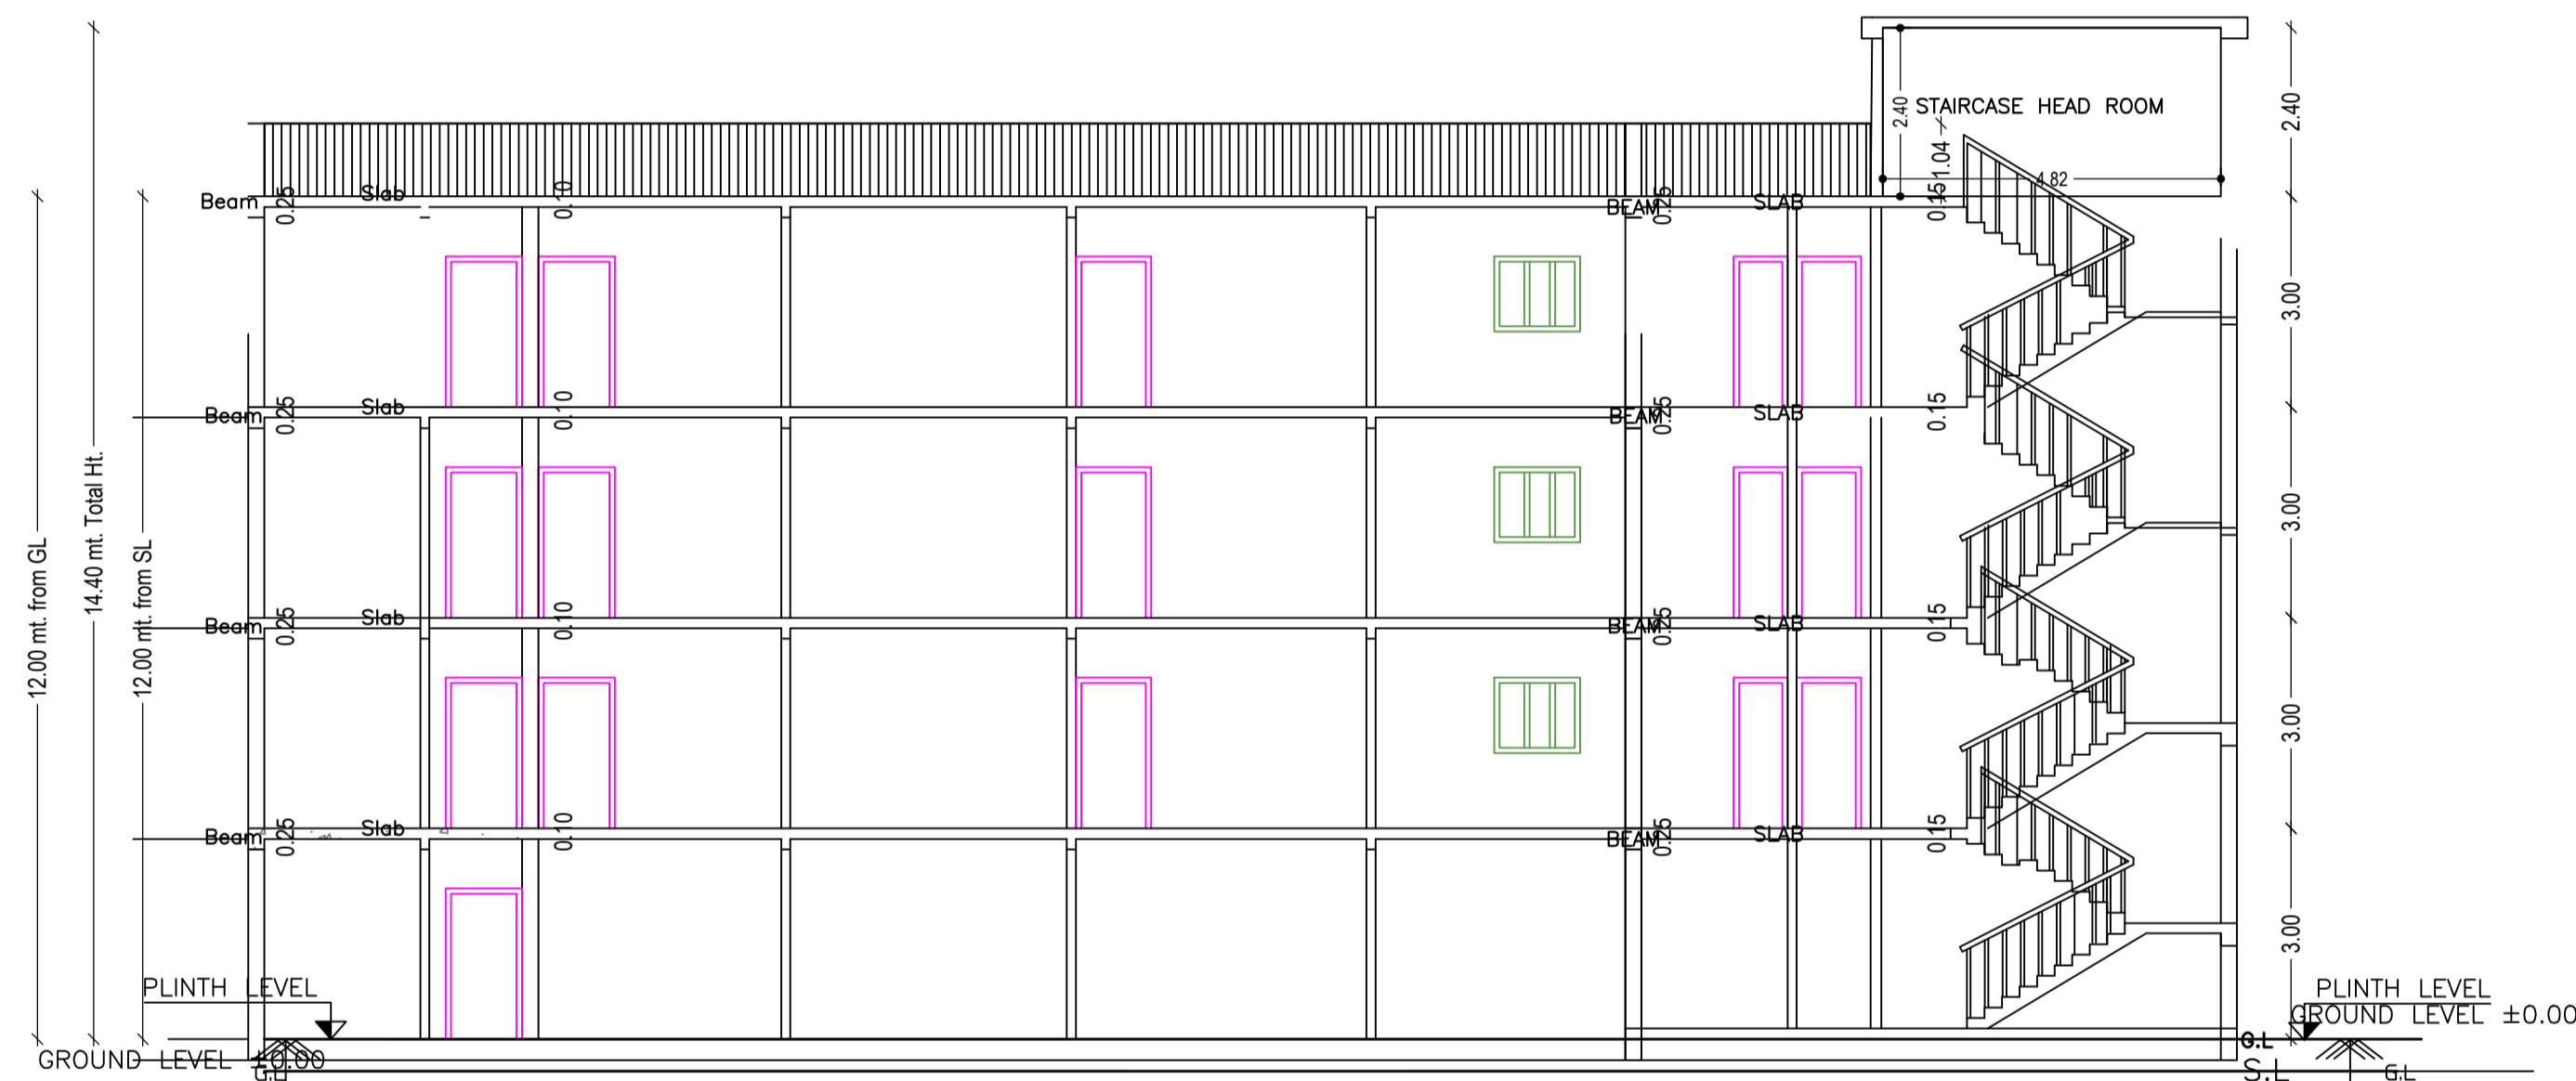 STAIRCASE HEAD ROOM
2.40
2.40
1.04
4.82
0.15
Beam
0.25
Slab
0.10
BEAM
0.25
SLAB
3.00
Beam
0.25
Slab
0.10
BEAM
0.25
SLAB
0.15
3.00
Beam
0.25
Slab
0.10
BEAM
0.25
SLAB
0.15
3.00
Beam
0.25
Slab
0.10
BEAM
0.25
SLAB
0.15
3.00
12.00 mt. from GL
14.40 mt. Total Ht.
12.00 mt. from SL
PLINTH LEVEL
PLINTH LEVEL
GROUND LEVEL ±0.00
GROUND LEVEL ±0.00
G.L
G.L
S.L
G.L